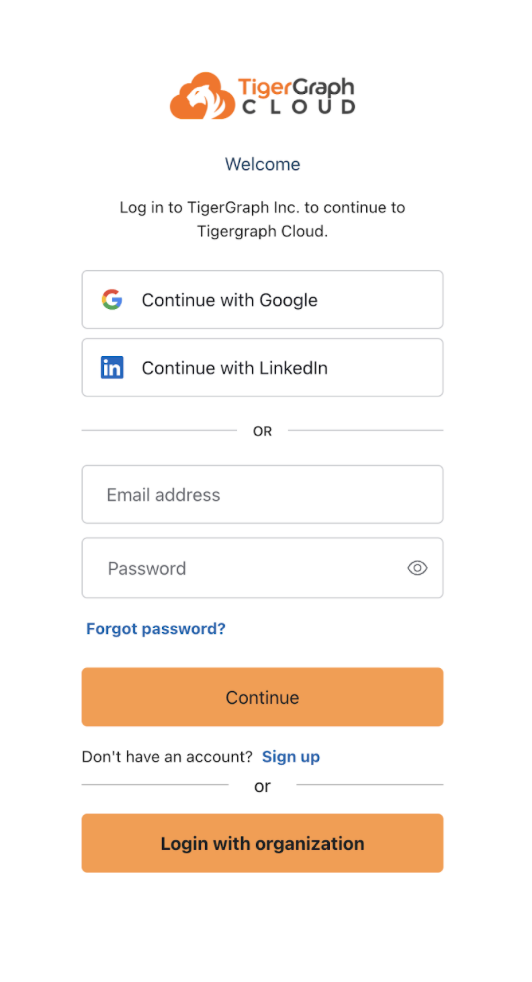 TigerGraph
CLOUD
Welcome
Log in to TigerGraph Inc. to continue to
Tigergraph Cloud.
Continue with Google
in
Continue with LinkedIn
OR
Email address
Password
Forgot password?
Continue
Don't have an account? Sign up
or
Login with organization